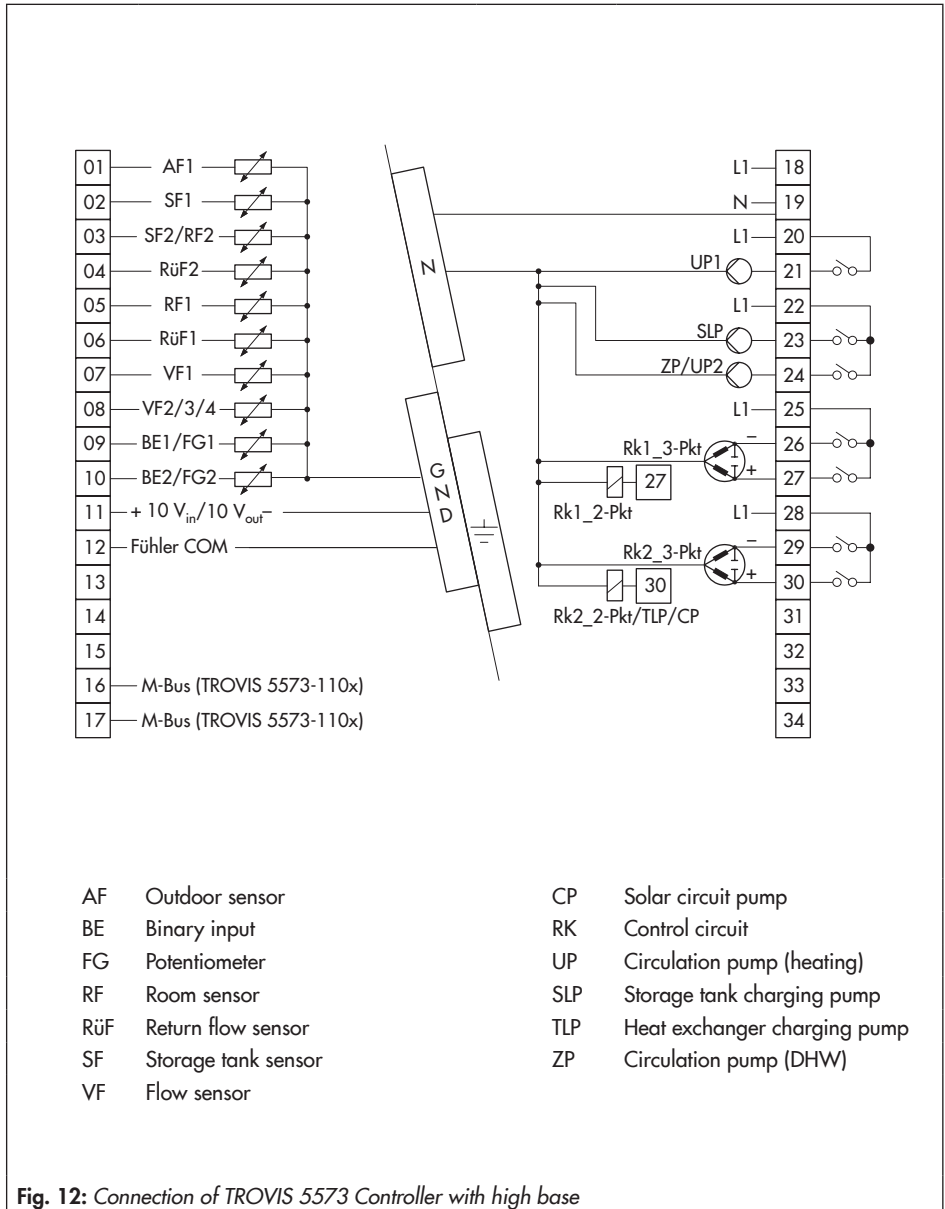 01 AF1
02 SF1
03 SF2/RF2
04 RüF2
05 RF1
06 RüF1
07 VF1
08 VF2/3/4
09 BE1/FG1
10 BE2/FG2
11 + 10 Vin/10 Vout–
12 Fühler COM
13
14
15
16 M-Bus (TROVIS 5573-110x)
17 M-Bus (TROVIS 5573-110x)
N
GND
L1 18
N 19
L1 20
UP1 21
L1 22
SLP 23
ZP/UP2 24
L1 25
Rk1_3-Pkt – 26
+ 27
27
Rk1_2-Pkt
L1 28
Rk2_3-Pkt – 29
+ 30
30
Rk2_2-Pkt/TLP/CP
31
32
33
34
AF Outdoor sensor
BE Binary input
FG Potentiometer
RF Room sensor
RüF Return flow sensor
SF Storage tank sensor
VF Flow sensor
CP Solar circuit pump
RK Control circuit
UP Circulation pump (heating)
SLP Storage tank charging pump
TLP Heat exchanger charging pump
ZP Circulation pump (DHW)
Fig. 12: Connection of TROVIS 5573 Controller with high base